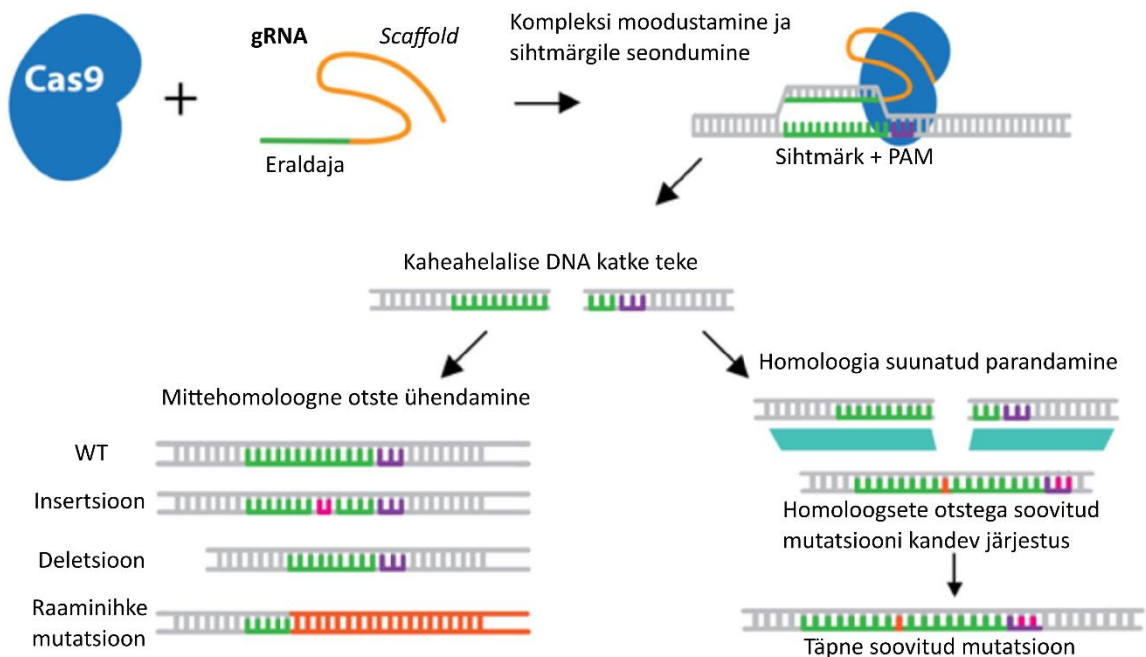 Cas9
+
gRNA
Scaffold
Eraldaja
Kompleksi moodustamine ja
sihtmärgile seondumine
Sihtmärk + PAM
Kaheahelalise DNA katke teke
Mittehomoloogne otste ühendamine
WT
Insertsioon
Deletsioon
Raaminihke
mutatsioon
Homoloogia suunatud parandamine
Homoloogsete otstega soovitud
mutatsiooni kandev järjestus
Täpne soovitud mutatsioon